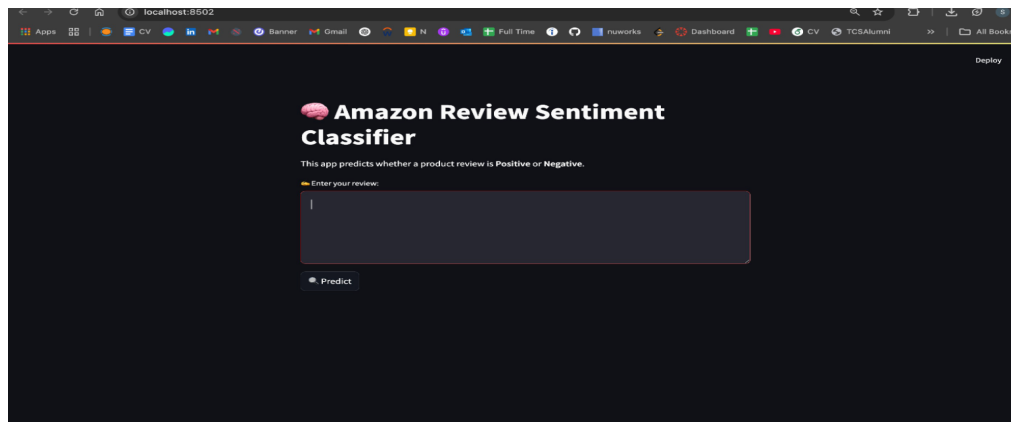 localhost:8502
Apps CV Banner Gmail N Full Time nuworks Dashboard CV TCSAlumni » All Books
Deploy
Amazon Review Sentiment
Classifier
This app predicts whether a product review is Positive or Negative.
Enter your review:
Predict